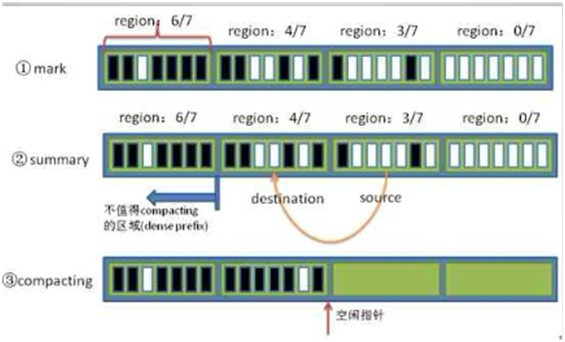 region：6/7 region：4/7 region：3/7 region：0/7
①mark
region：6/7 region：4/7 region：3/7 region：0/7
②summary
不值得compacting
的区域(dense prefix)
destination source
③compacting
空闲指针